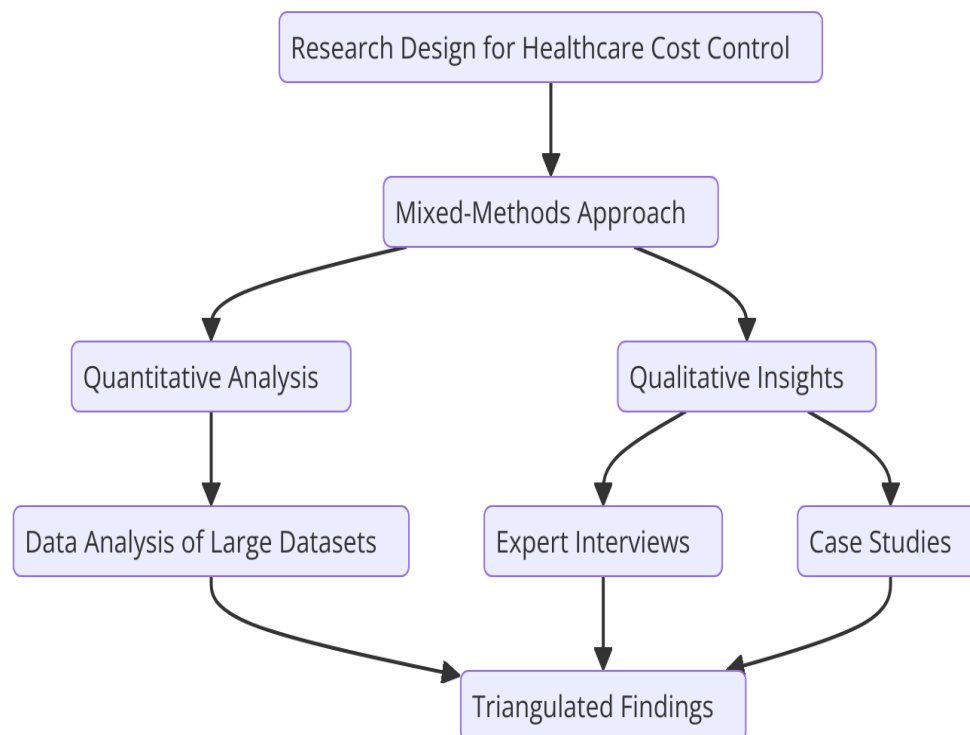 Research Design for Healthcare Cost Control
Mixed-Methods Approach
Quantitative Analysis
Qualitative Insights
Data Analysis of Large Datasets
Expert Interviews
Case Studies
Triangulated Findings